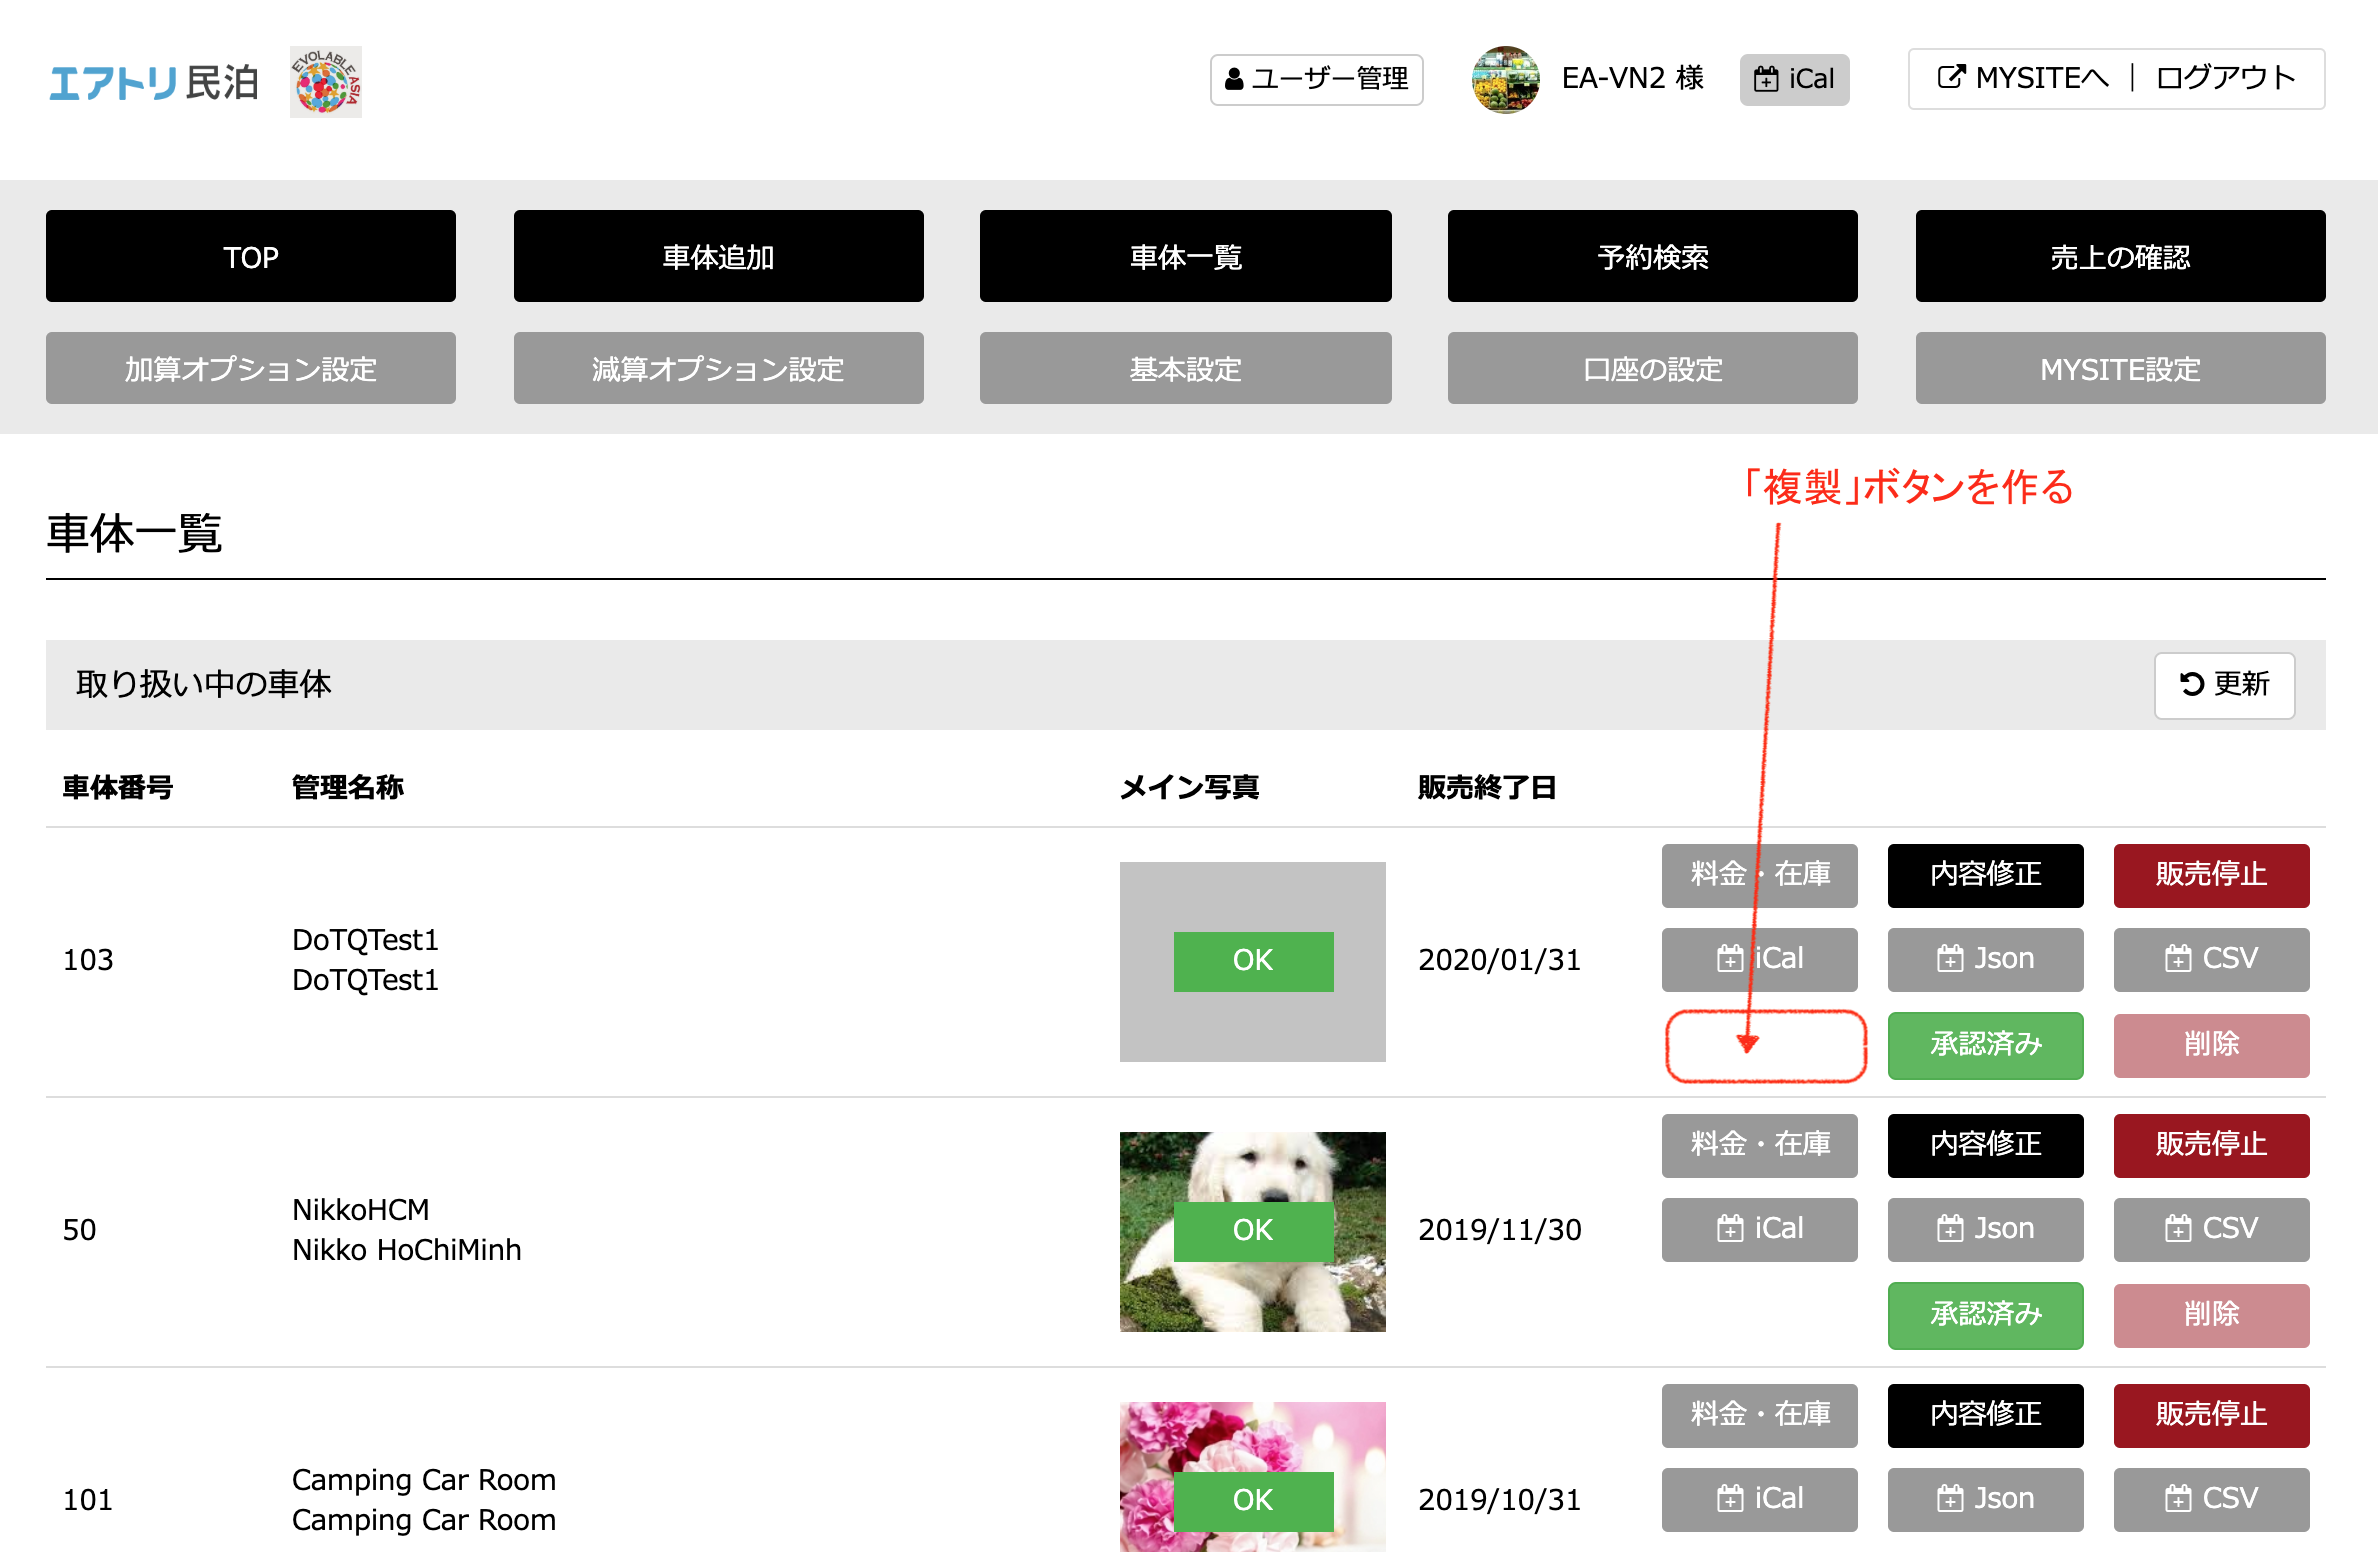 エアトリ 民泊
EVOLABLE ASIA
ユーザー管理
EA-VN2 様
iCal
MYSITEへ ｜ ログアウト
TOP
車体追加
車体一覧
予約検索
売上の確認
加算オプション設定
減算オプション設定
基本設定
口座の設定
MYSITE設定
「複製」ボタンを作る
車体一覧
取り扱い中の車体
更新
車体番号
管理名称
メイン写真
販売終了日
103
DoTQTest1
DoTQTest1
OK
2020/01/31
料金・在庫
内容修正
販売停止
iCal
Json
CSV
承認済み
削除
50
NikkoHCM
Nikko HoChiMinh
OK
2019/11/30
料金・在庫
内容修正
販売停止
iCal
Json
CSV
承認済み
削除
101
Camping Car Room
Camping Car Room
OK
2019/10/31
料金・在庫
内容修正
販売停止
iCal
Json
CSV